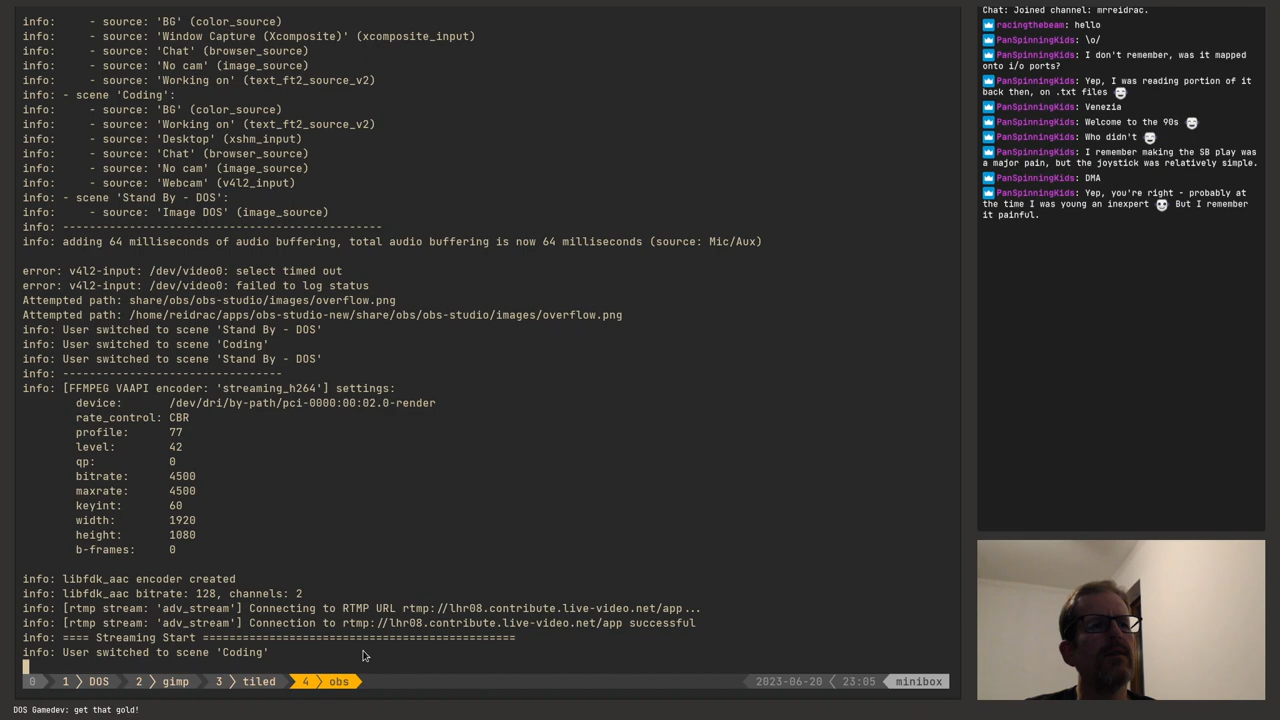 info:     - source: 'BG' (color_source)
info:     - source: 'Window Capture (Xcomposite)' (xcomposite_input)
info:     - source: 'Chat' (browser_source)
info:     - source: 'No cam' (image_source)
info:     - source: 'Working on' (text_ft2_source_v2)
info: - scene 'Coding':
info:     - source: 'BG' (color_source)
info:     - source: 'Working on' (text_ft2_source_v2)
info:     - source: 'Desktop' (xshm_input)
info:     - source: 'Chat' (browser_source)
info:     - source: 'No cam' (image_source)
info:     - source: 'Webcam' (v4l2_input)
info: - scene 'Stand By - DOS':
info:     - source: 'Image DOS' (image_source)
info: ------------------------------------------------
info: adding 64 milliseconds of audio buffering, total audio buffering is now 64 milliseconds (source: Mic/Aux)
error: v4l2-input: /dev/video0: select timed out
error: v4l2-input: /dev/video0: failed to log status
Attempted path: share/obs/obs-studio/images/overflow.png
Attempted path: /home/reidrac/apps/obs-studio-new/share/obs/obs-studio/images/overflow.png
info: User switched to scene 'Stand By - DOS'
info: User switched to scene 'Coding'
info: User switched to scene 'Stand By - DOS'
info: ---------------------------------
info: [FFMPEG VAAPI encoder: 'streaming_h264'] settings:
        device:       /dev/dri/by-path/pci-0000:00:02.0-render
        rate_control: CBR
        profile:      77
        level:        42
        qp:           0
        bitrate:      4500
        maxrate:      4500
        keyint:       60
        width:        1920
        height:       1080
        b-frames:     0
info: libfdk_aac encoder created
info: libfdk_aac bitrate: 128, channels: 2
info: [rtmp stream: 'adv_stream'] Connecting to RTMP URL rtmp://lhr08.contribute.live-video.net/app...
info: [rtmp stream: 'adv_stream'] Connection to rtmp://lhr08.contribute.live-video.net/app successful
info: ==== Streaming Start ===============================================
info: User switched to scene 'Coding'
0 1 DOS 2 gimp 3 tiled 4 obs 2023-06-20 23:05 minibox
DOS Gamedev: get that gold!
Chat: Joined channel: mrreidrac.
racingthebeam: hello
PanSpinningKids: \o/
PanSpinningKids: I don't remember, was it mapped
onto i/o ports?
PanSpinningKids: Yep, I was reading portion of it
back then, on .txt files
PanSpinningKids: Venezia
PanSpinningKids: Welcome to the 90s
PanSpinningKids: Who didn't
PanSpinningKids: I remember making the SB play was
a major pain, but the joystick was relatively simple.
PanSpinningKids: DMA
PanSpinningKids: Yep, you're right - probably at
the time I was young an inexpert But I remember
it painful.